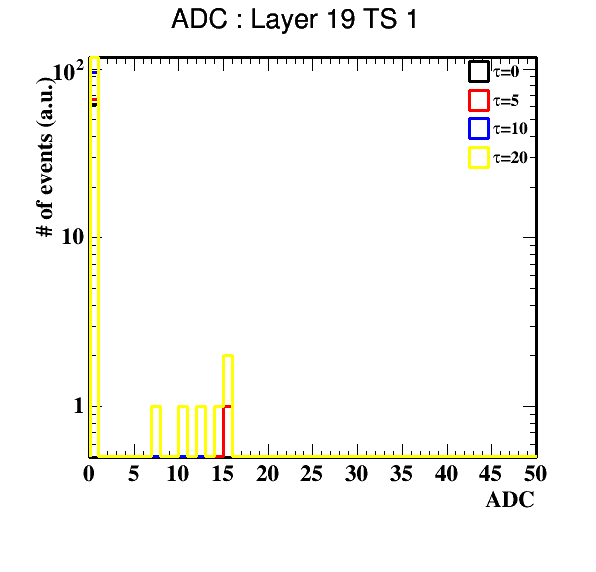 ADC : Layer 19 TS 1
# of events (a.u.)
10²
10
1
τ=0
τ=5
τ=10
τ=20
0 5 10 15 20 25 30 35 40 45 50
ADC